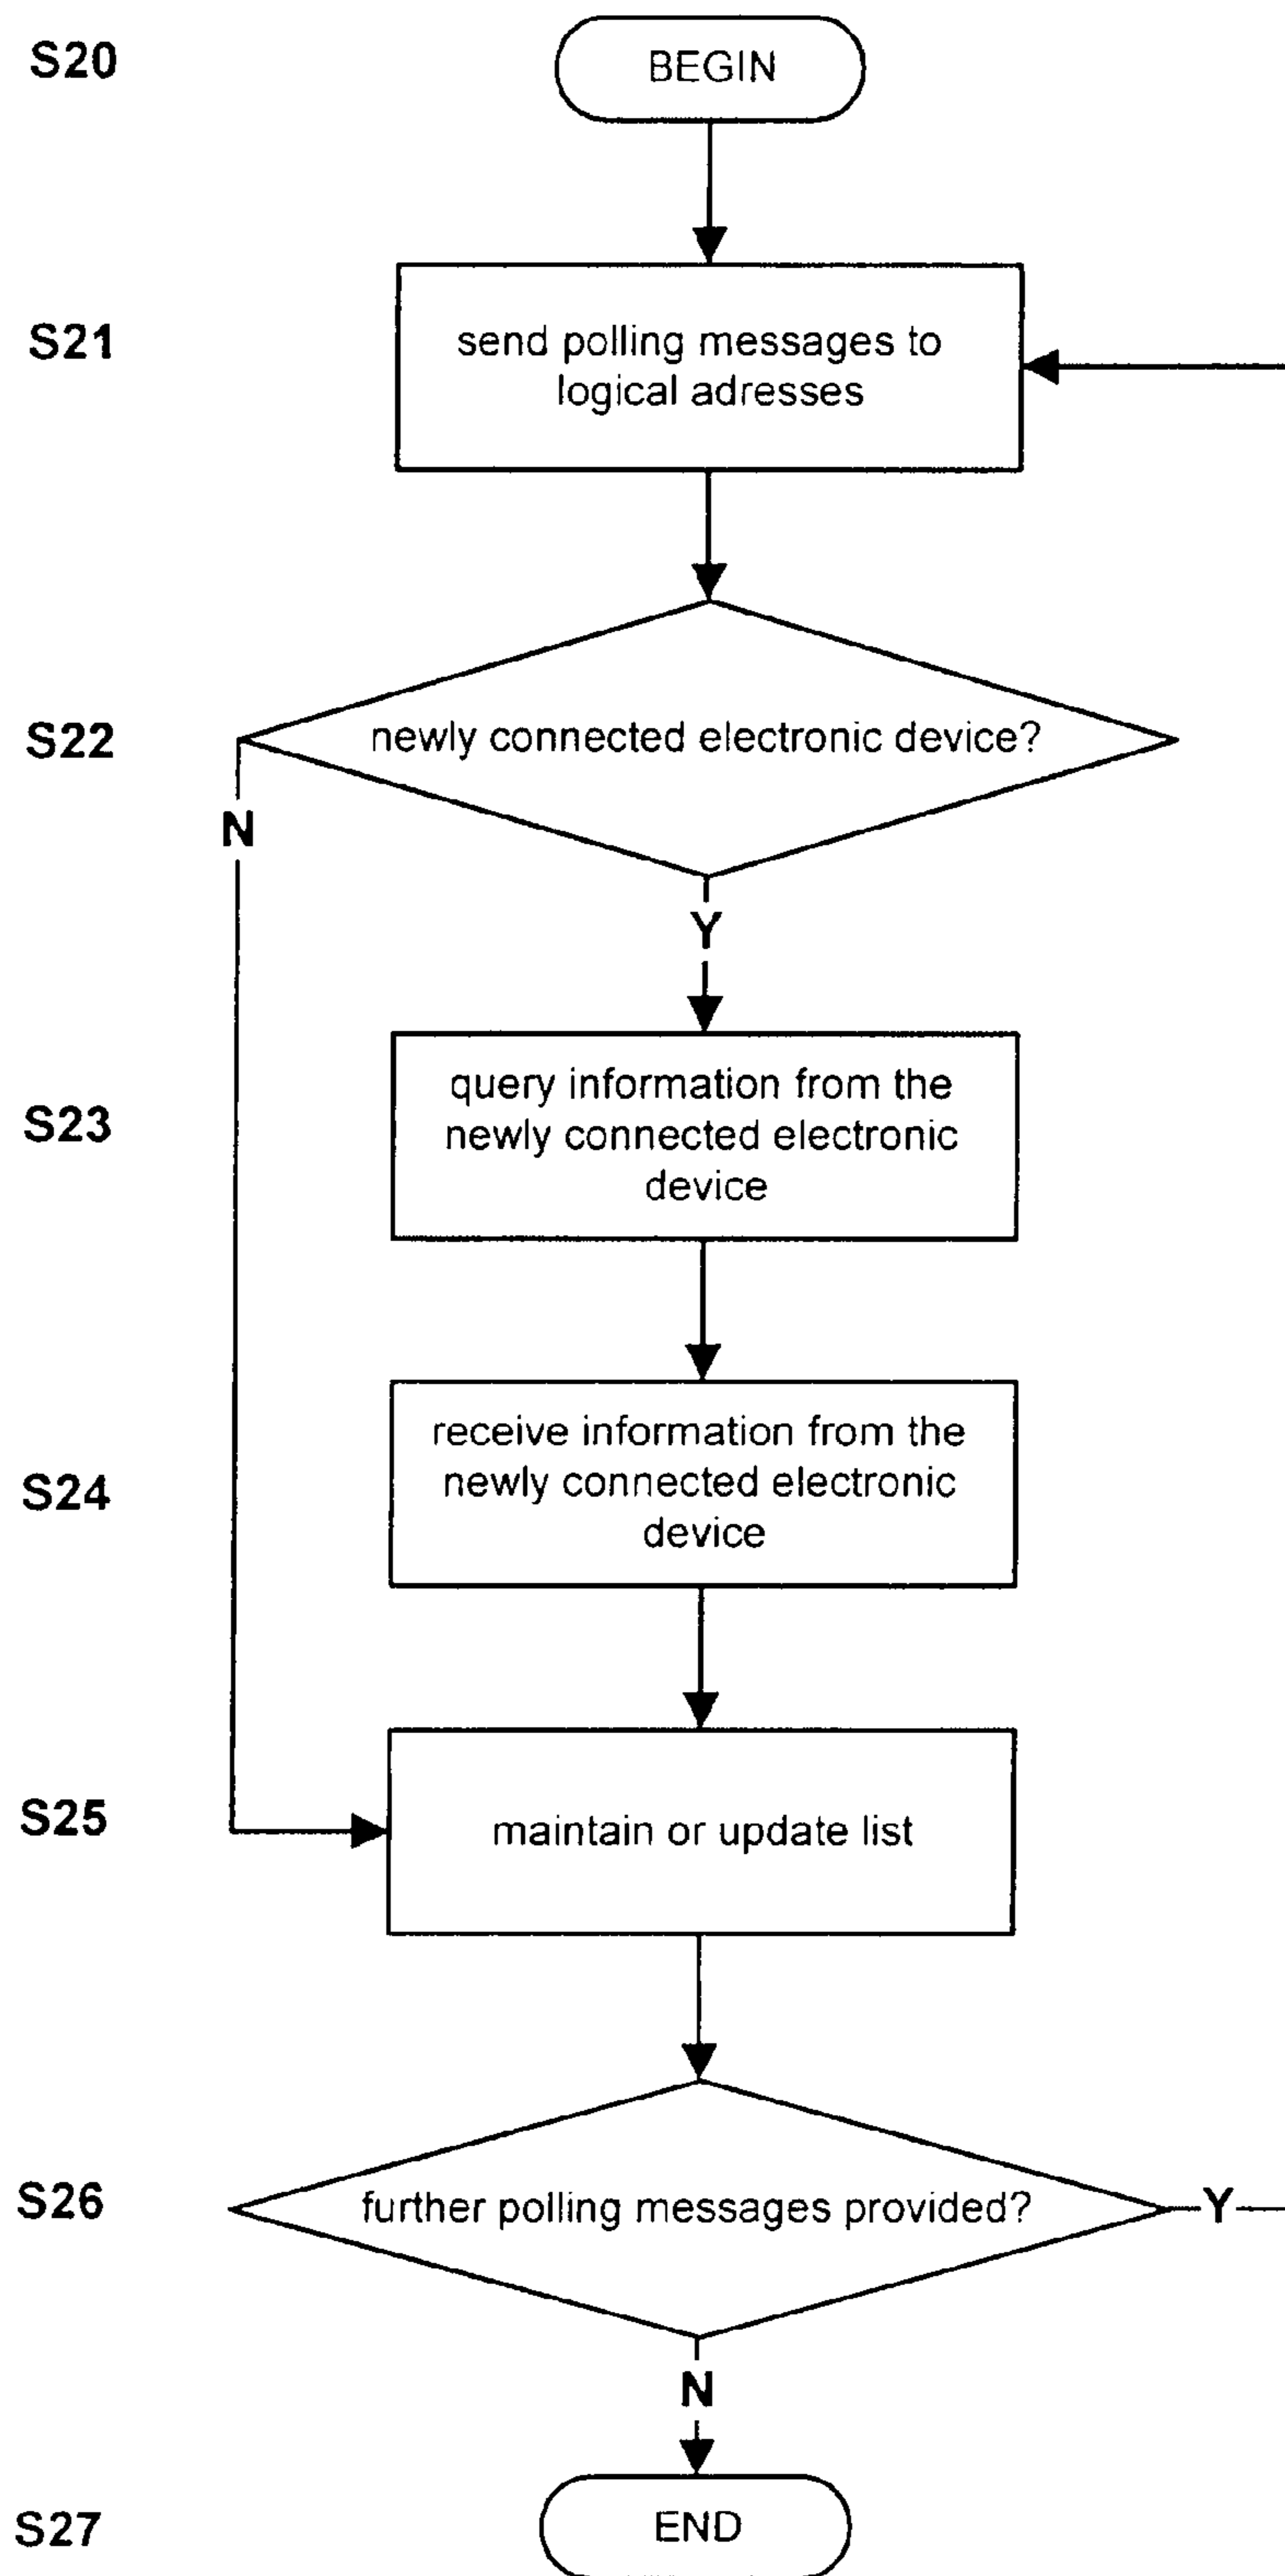 S20
BEGIN
S21
send polling messages to
logical adresses
S22
newly connected electronic device?
N
Y
S23
query information from the
newly connected electronic
device
S24
receive information from the
newly connected electronic
device
S25
maintain or update list
S26
further polling messages provided?
Y
N
S27
END